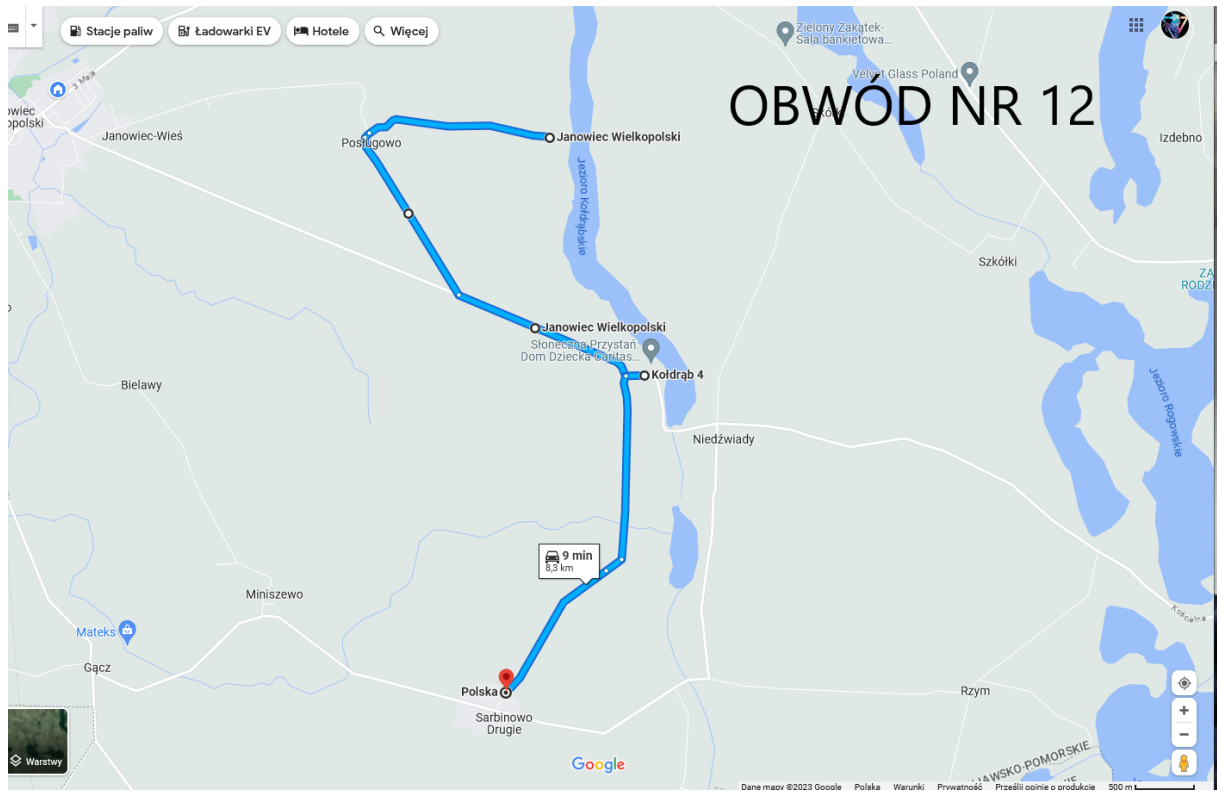 Stacje paliw
Ładowarki EV
Hotele
Więcej
Zielony Zakątek-
Sala bankietowa...
Velvet Glass Poland
OBWÓD NR 12
3 Maja
Janowiec-Wieś
Posługowo
Janowiec Wielkopolski
Izdebno
Jezioro Kołdrąbskie
Szkółki
Janowiec Wielkopolski
Słoneczna Przystań.
Dom Dziecka Caritas...
Kołdrąb 4
Bielawy
Jezioro Rogowskie
Niedźwiady
9 min
8,3 km
Miniszewo
Kościelna
Mateks
Gącz
Polska
Rzym
Sarbinowo
Drugie
Warstwy
Google
Dane mapy ©2023 Google Polska Warunki Prywatność Prześlij opinię o produkcie 500 m